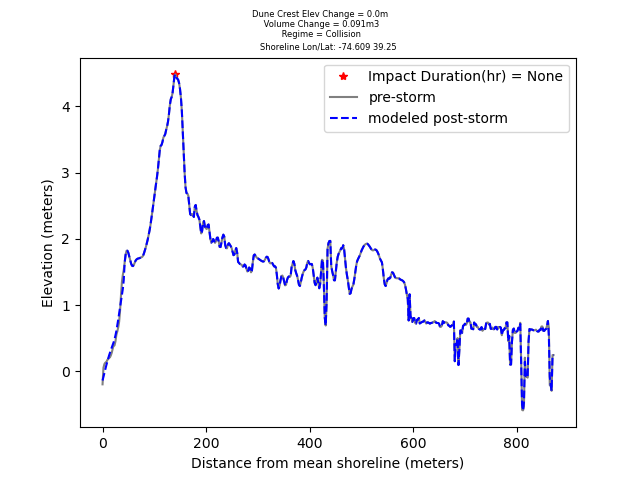 Dune Crest Elev Change = 0.0m
Volume Change = 0.091m3
Regime = Collision
Shoreline Lon/Lat: -74.609 39.25
Impact Duration(hr) = None
pre-storm
modeled post-storm
Elevation (meters)
4
3
2
1
0
0 200 400 600 800
Distance from mean shoreline (meters)